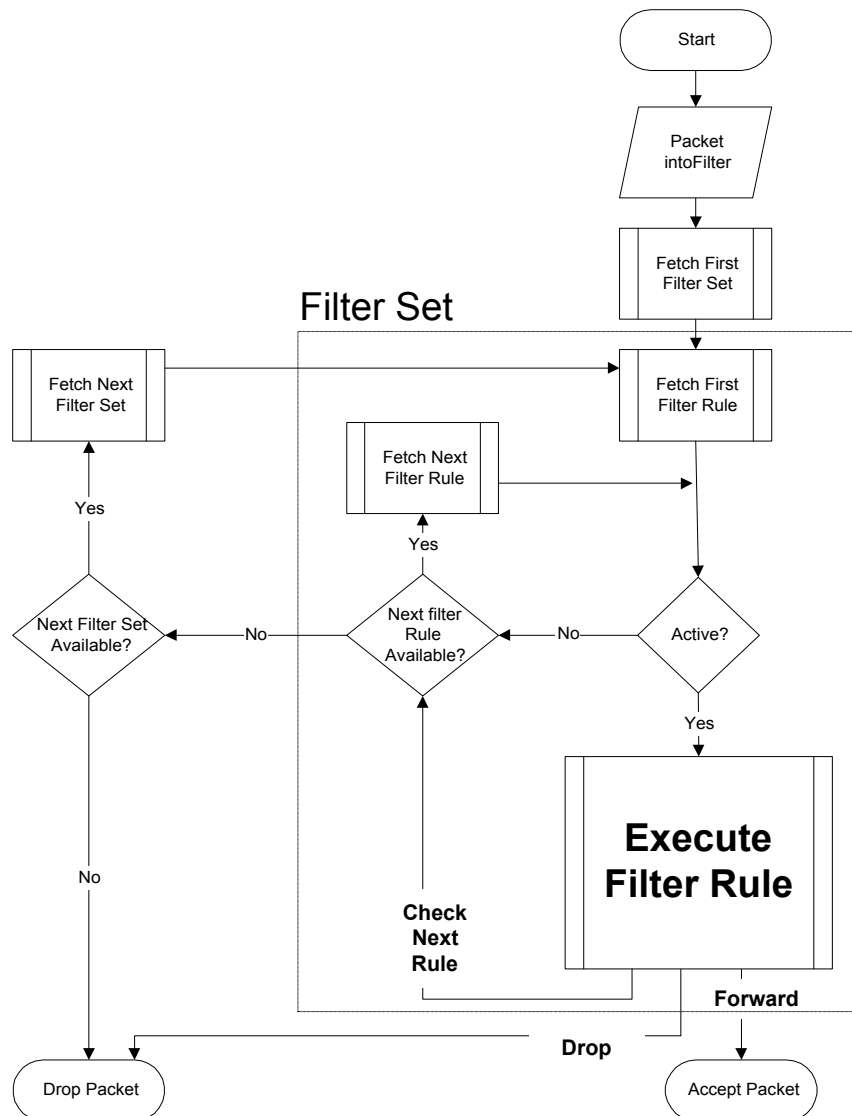 Start
Packet
intoFilter
Fetch First
Filter Set
Filter Set
Fetch Next
Filter Set
Fetch First
Filter Rule
Fetch Next
Filter Rule
Yes
Yes
Next Filter Set
Available?
No
Next filter
Rule
Available?
No
Active?
Yes
Execute
Filter Rule
No
Check
Next
Rule
Forward
Drop
Drop Packet
Accept Packet